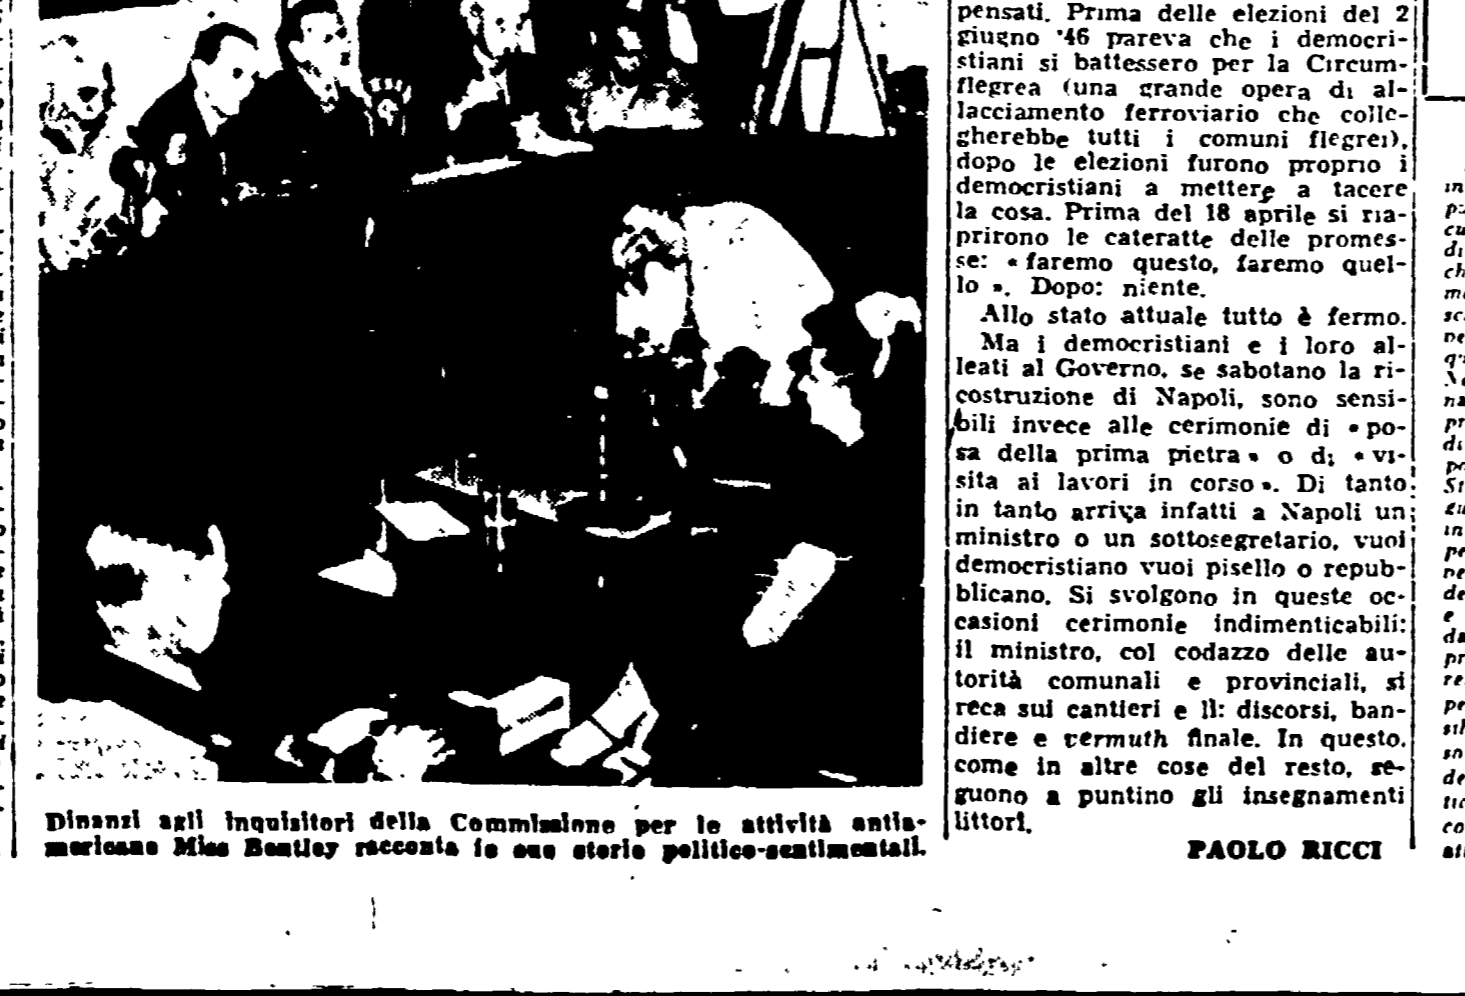 Dinanzi agli inquisitori della Commissione per le attività antia-
mericane Miss Bentley racconta le sue storie politico-sentimentali.
pensati. Prima delle elezioni del 2
giugno '46 pareva che i democri-
stiani si battessero per la Circum-
flegrea (una grande opera di al-
lacciamento ferroviario che colle-
gherebbe tutti i comuni flegrei),
dopo le elezioni furono proprio i
democristiani a mettere a tacere
la cosa. Prima del 18 aprile si ria-
prirono le cateratte delle promes-
se: « faremo questo, faremo quel-
lo ». Dopo: niente.
Allo stato attuale tutto è fermo.
Ma i democristiani e i loro al-
leati al Governo, se sabotano la ri-
costruzione di Napoli, sono sensi-
bili invece alle cerimonie di « po-
sa della prima pietra » o di « vi-
sita ai lavori in corso ». Di tanto
in tanto arriva infatti a Napoli un
ministro o un sottosegretario, vuoi
democristiano vuoi pisello o repub-
blicano. Si svolgono in queste oc-
casioni cerimonie indimenticabili:
il ministro, col codazzo delle au-
torità comunali e provinciali, si
reca sui cantieri e lì: discorsi, ban-
diere e vermuth finale. In questo,
come in altre cose del resto, se-
guono a puntino gli insegnamenti
littori.
PAOLO RICCI